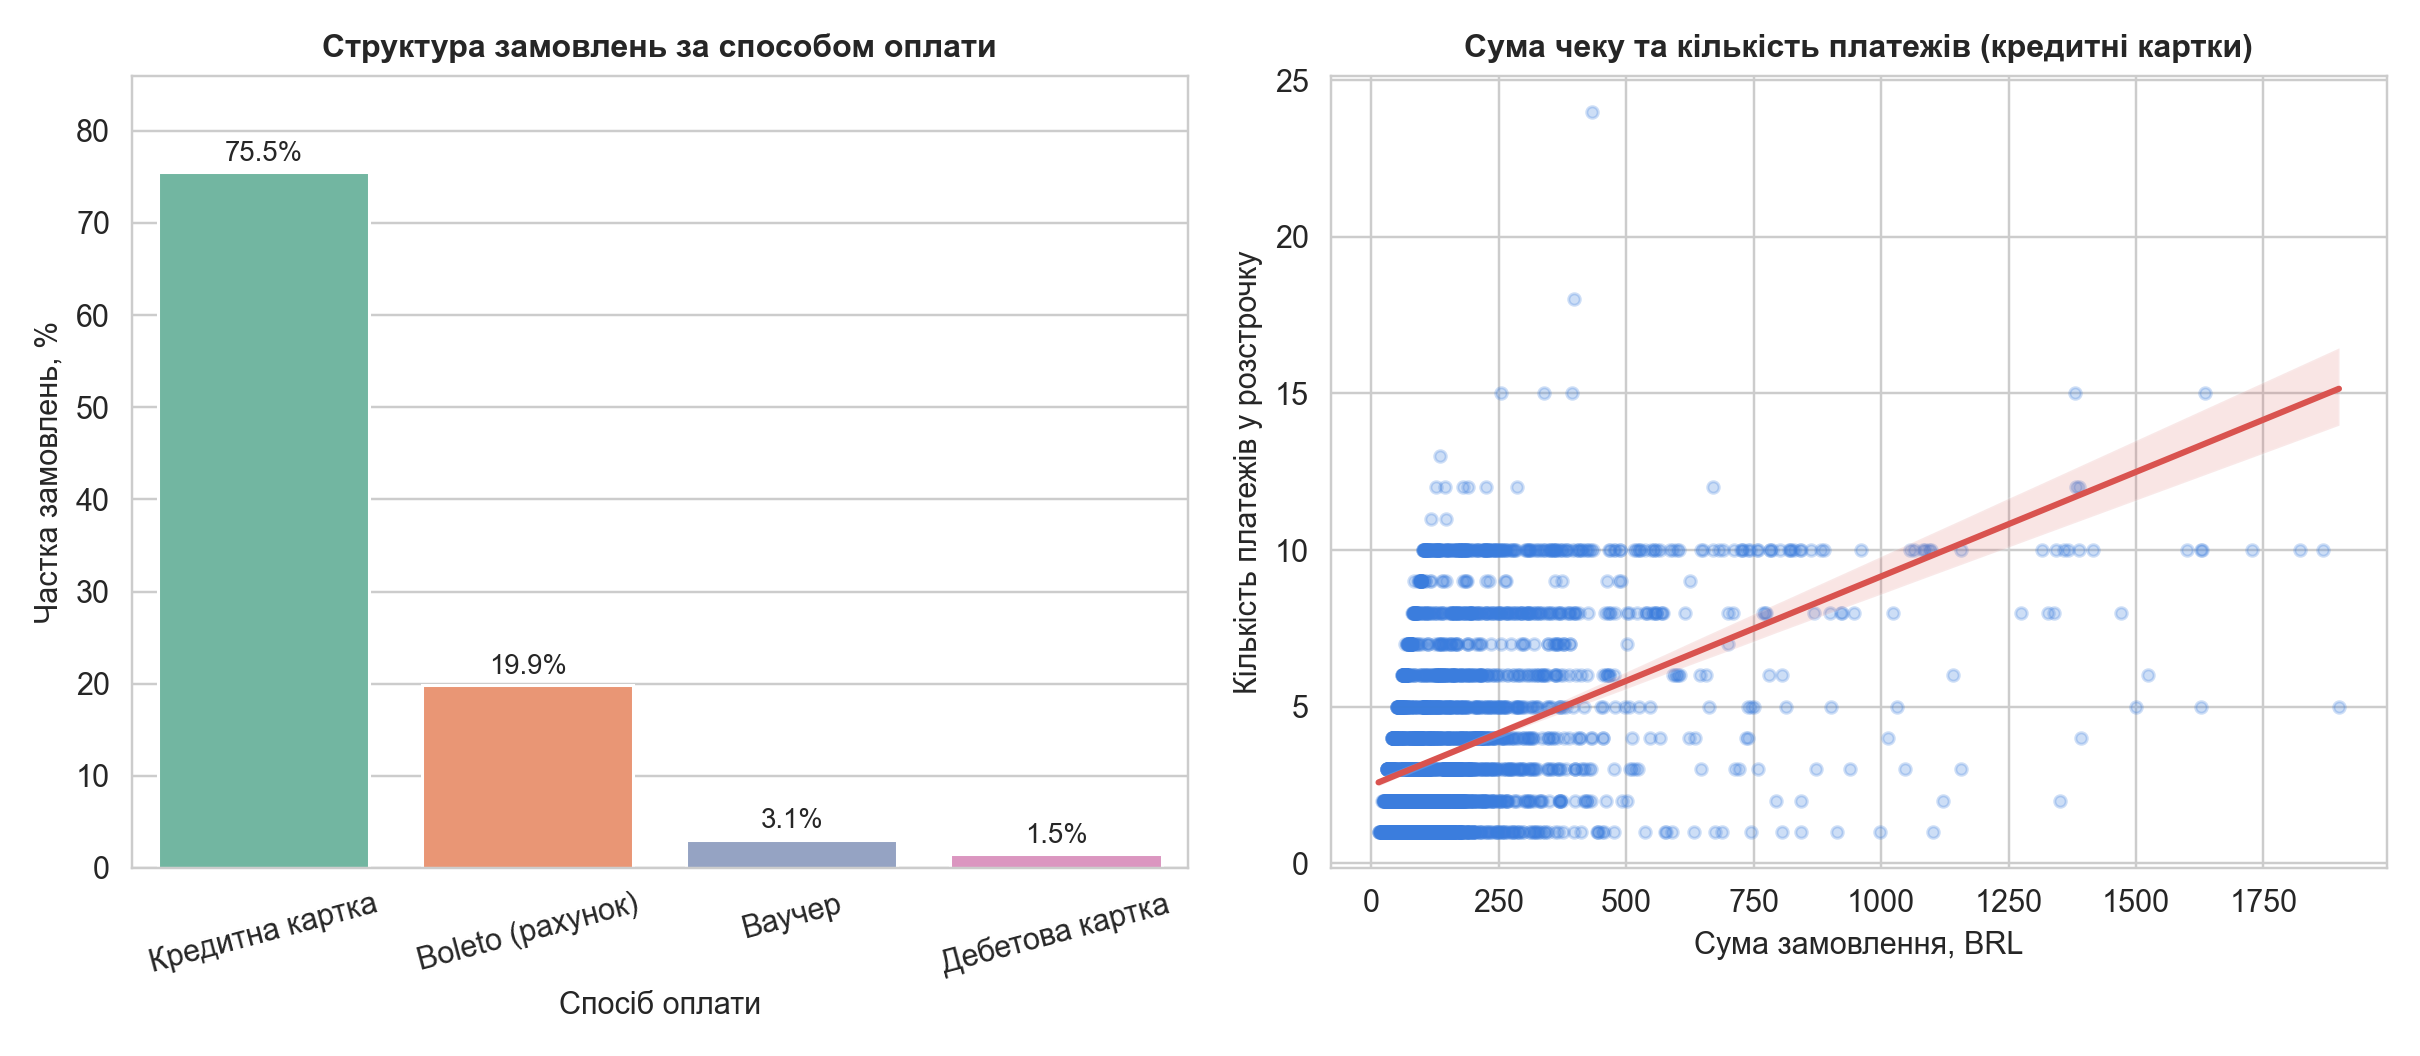 Структура замовлень за способом оплати
Частка замовлень, %
80
70
60
50
40
30
20
10
0
75.5%
19.9%
3.1%
1.5%
Кредитна картка
Boleto (рахунок)
Ваучер
Дебетова картка
Спосіб оплати
Сума чеку та кількість платежів (кредитні картки)
Кількість платежів у розстрочку
25
20
15
10
5
0
0
250
500
750
1000
1250
1500
1750
Сума замовлення, BRL